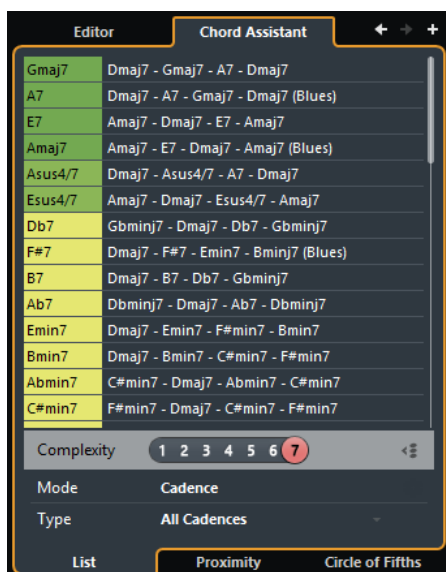 Editor Chord Assistant
Gmaj7 Dmaj7 - Gmaj7 - A7 - Dmaj7
A7 Dmaj7 - A7 - Gmaj7 - Dmaj7 (Blues)
E7 Amaj7 - Dmaj7 - E7 - Amaj7
Amaj7 Amaj7 - E7 - Dmaj7 - Amaj7 (Blues)
Asus4/7 Dmaj7 - Asus4/7 - A7 - Dmaj7
Esus4/7 Amaj7 - Dmaj7 - Esus4/7 - Amaj7
Db7 Gbminj7 - Dmaj7 - Db7 - Gbminj7
F#7 Dmaj7 - F#7 - Emin7 - Bminj7 (Blues)
B7 Dmaj7 - B7 - Db7 - Gbminj7
Ab7 Dbminj7 - Dmaj7 - Ab7 - Dbminj7
Emin7 Dmaj7 - Emin7 - F#min7 - Bmin7
Bmin7 Dmaj7 - Bmin7 - C#min7 - F#min7
Abmin7 C#min7 - Dmaj7 - Abmin7 - C#min7
C#min7 F#min7 - Dmaj7 - C#min7 - F#min7
Complexity 1 2 3 4 5 6 7
Mode Cadence
Type All Cadences
List Proximity Circle of Fifths